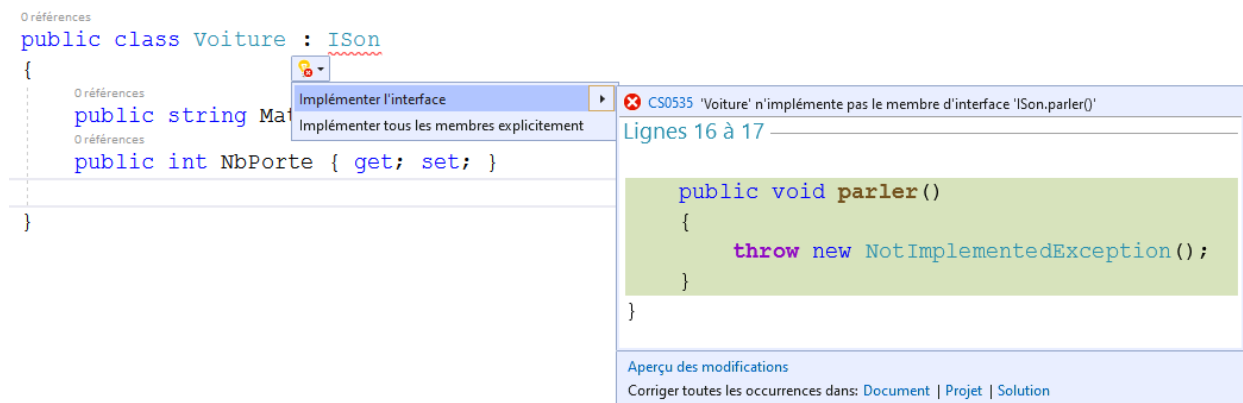 0 références
public class Voiture : ISon
{
0 références
public string Mat
0 références
public int NbPorte { get; set; }
}
Implémenter l'interface
Implémenter tous les membres explicitement
CS0535 'Voiture' n'implémente pas le membre d'interface 'ISon.parler()'
Lignes 16 à 17
public void parler()
{
throw new NotImplementedException();
}
}
Aperçu des modifications
Corriger toutes les occurrences dans: Document | Projet | Solution